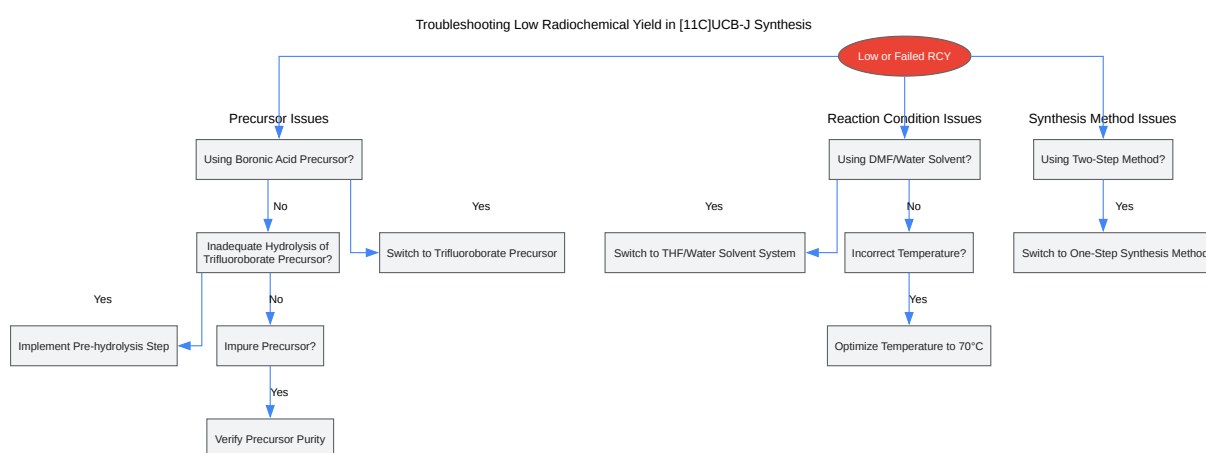 Troubleshooting Low Radiochemical Yield in [11C]UCB-J Synthesis
Low or Failed RCY
Precursor Issues
Reaction Condition Issues
Synthesis Method Issues
Using Boronic Acid Precursor?
Using DMF/Water Solvent?
Using Two-Step Method?
No
Yes
Yes
No
Yes
Inadequate Hydrolysis of
Trifluoroborate Precursor?
Switch to Trifluoroborate Precursor
Switch to THF/Water Solvent System
Incorrect Temperature?
Switch to One-Step Synthesis Method
Yes
No
Yes
Implement Pre-hydrolysis Step
Impure Precursor?
Optimize Temperature to 70°C
Yes
Verify Precursor Purity